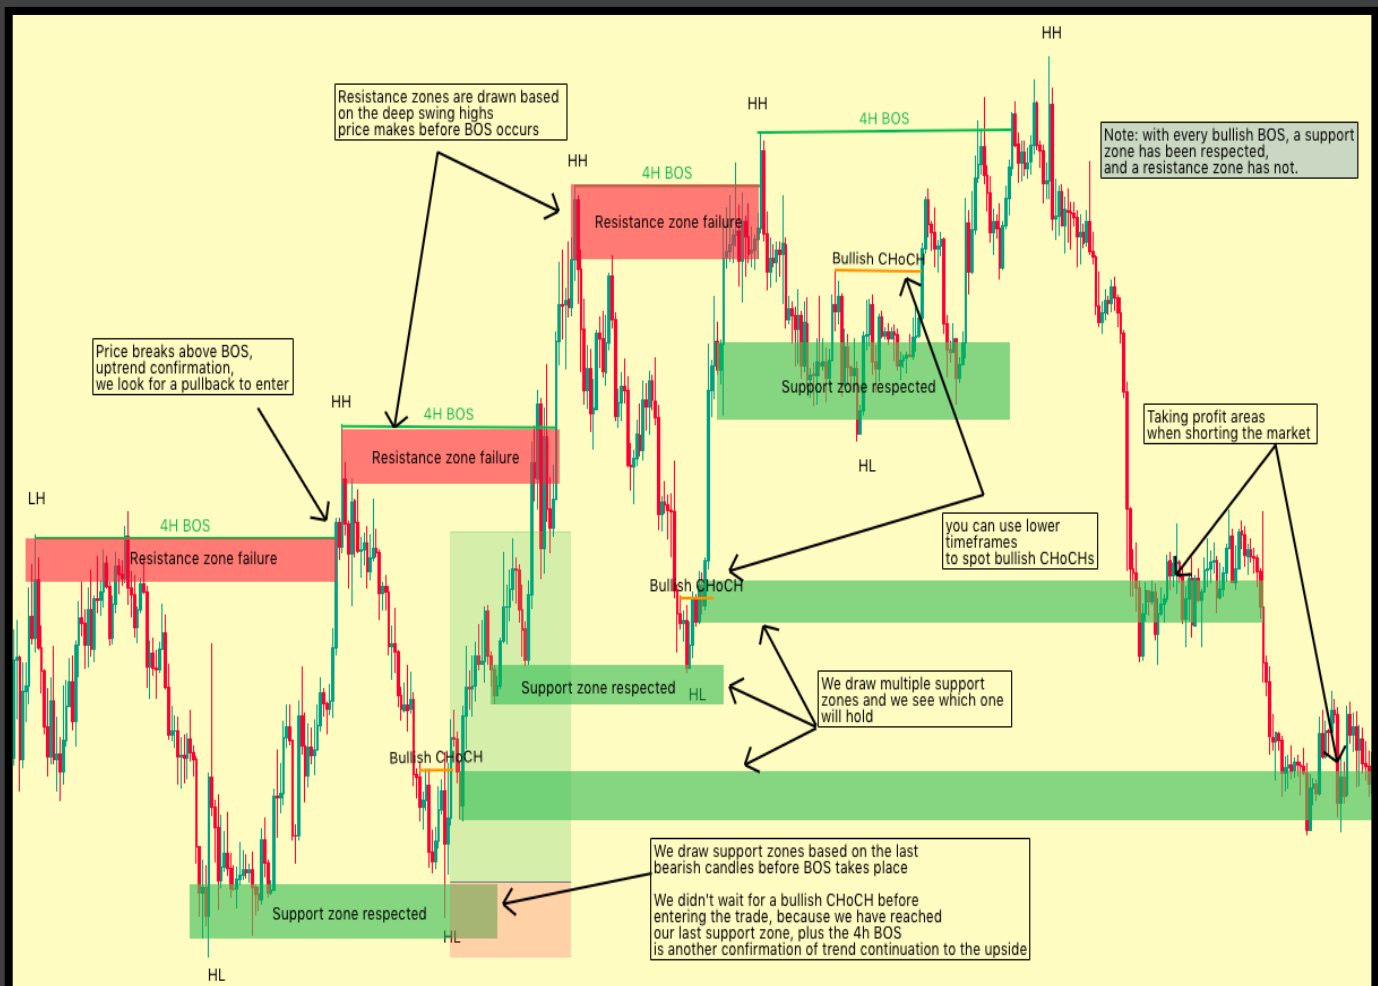 HH
Resistance zones are drawn based
on the deep swing highs
price makes before BOS occurs
HH
4H BOS
Note: with every bullish BOS, a support
zone has been respected,
and a resistance zone has not.
HH
4H BOS
Resistance zone failure
Bullish CHoCH
Price breaks above BOS,
uptrend confirmation,
we look for a pullback to enter
HH
4H BOS
Support zone respected
Taking profit areas
when shorting the market
Resistance zone failure
HL
LH
4H BOS
Resistance zone failure
you can use lower
timeframes
to spot bullish CHoCHs
Bullish CHoCH
Support zone respected
HL
We draw multiple support
zones and we see which one
will hold
Bullish CHoCH
We draw support zones based on the last
bearish candles before BOS takes place
We didn't wait for a bullish CHoCH before
entering the trade, because we have reached
our last support zone, plus the 4h BOS
is another confirmation of trend continuation to the upside
Support zone respected
HL
HL